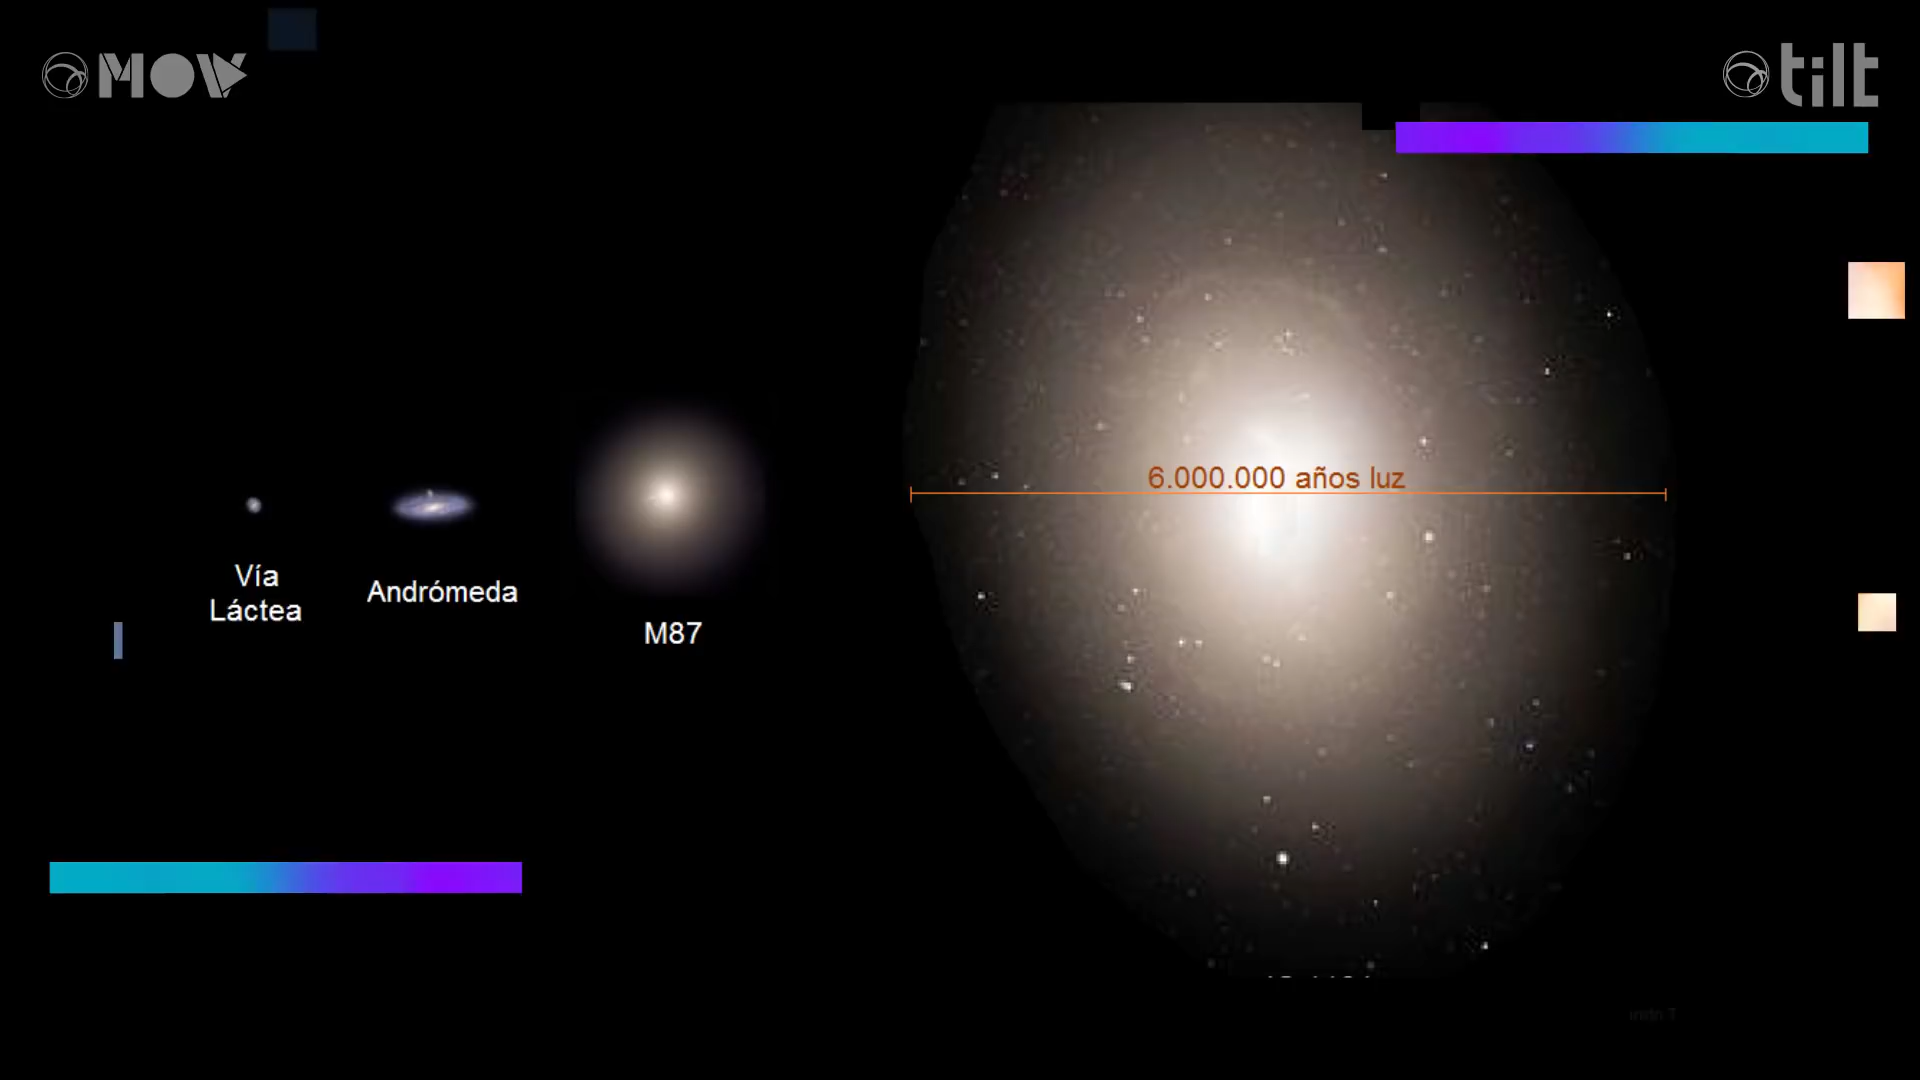 MOV
tilt
6.000.000 años luz
Vía
Láctea
Andrómeda
M87